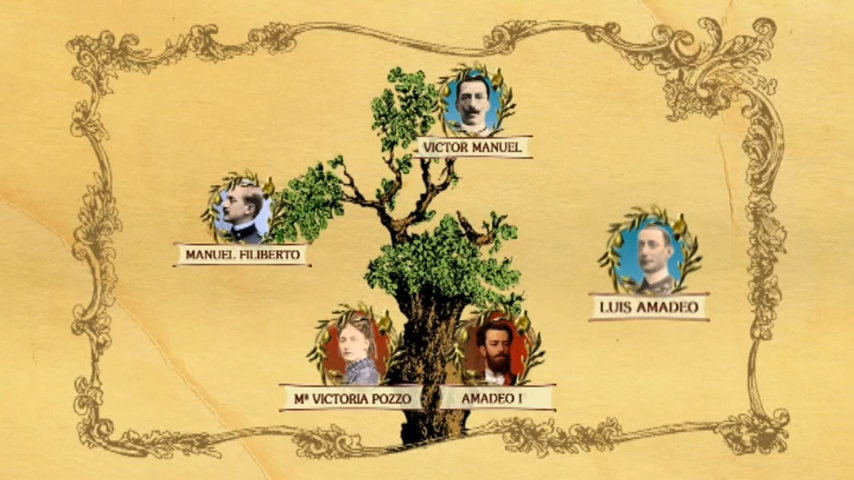 VICTOR MANUEL
MANUEL FILIBERTO
LUIS AMADEO
Mª VICTORIA POZZO
AMADEO I